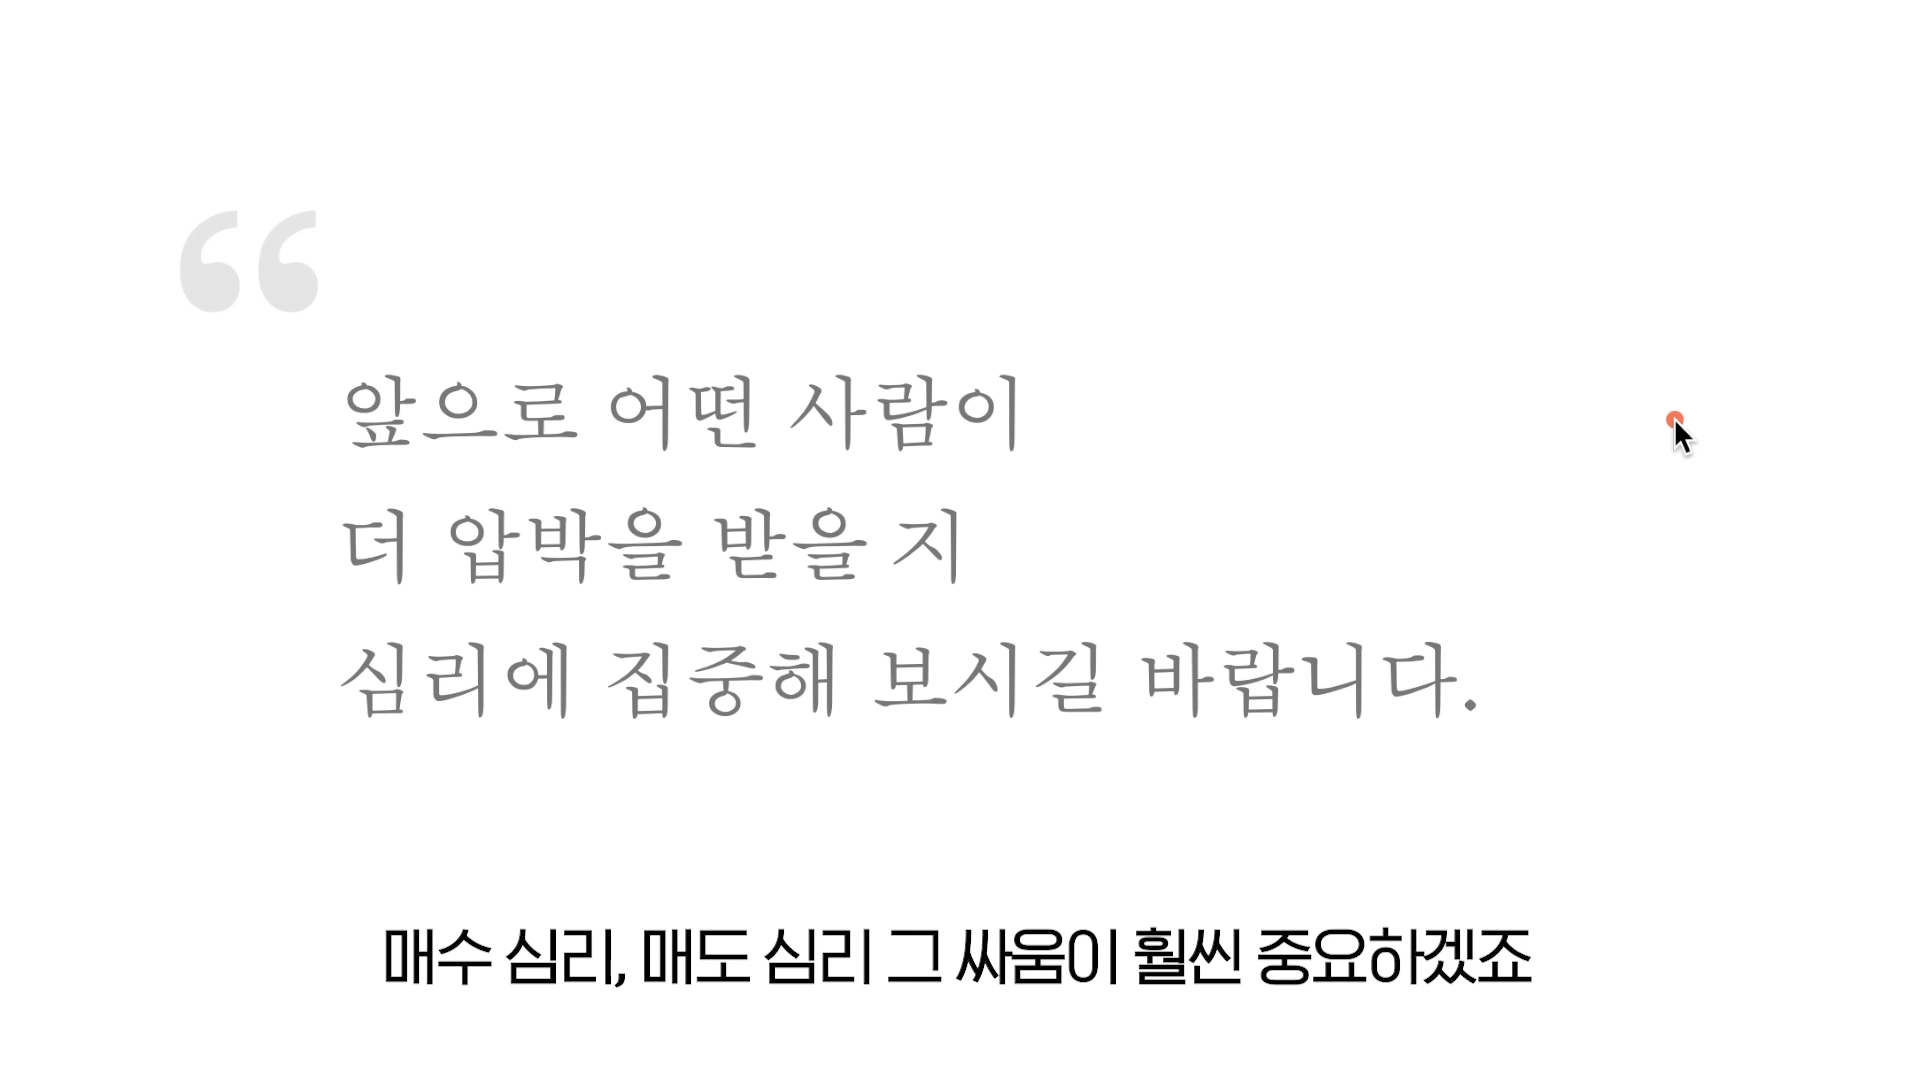 “
앞으로 어떤 사람이
더 압박을 받을 지
심리에 집중해 보시길 바랍니다.
매수 심리, 매도 심리 그 싸움이 훨씬 중요하겠죠